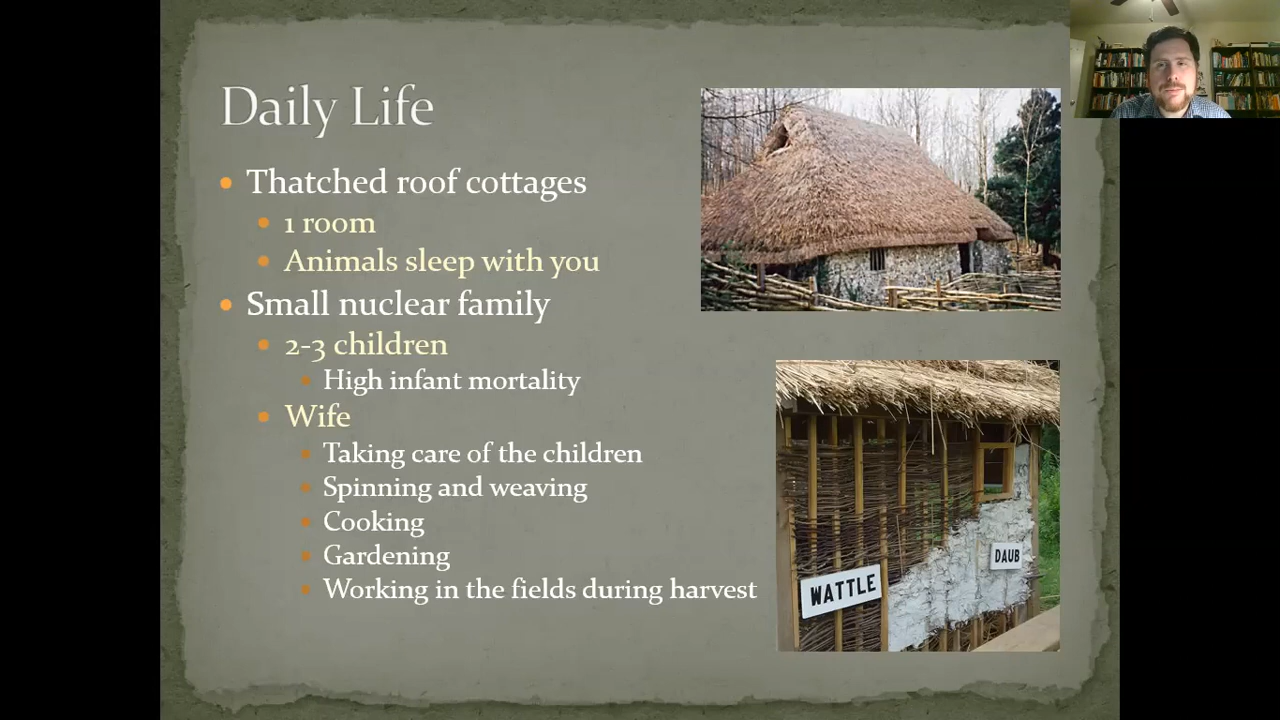 Daily Life
Thatched roof cottages
1 room
Animals sleep with you
Small nuclear family
2-3 children
High infant mortality
Wife
Taking care of the children
Spinning and weaving
Cooking
Gardening
Working in the fields during harvest
WATTLE
DAUB